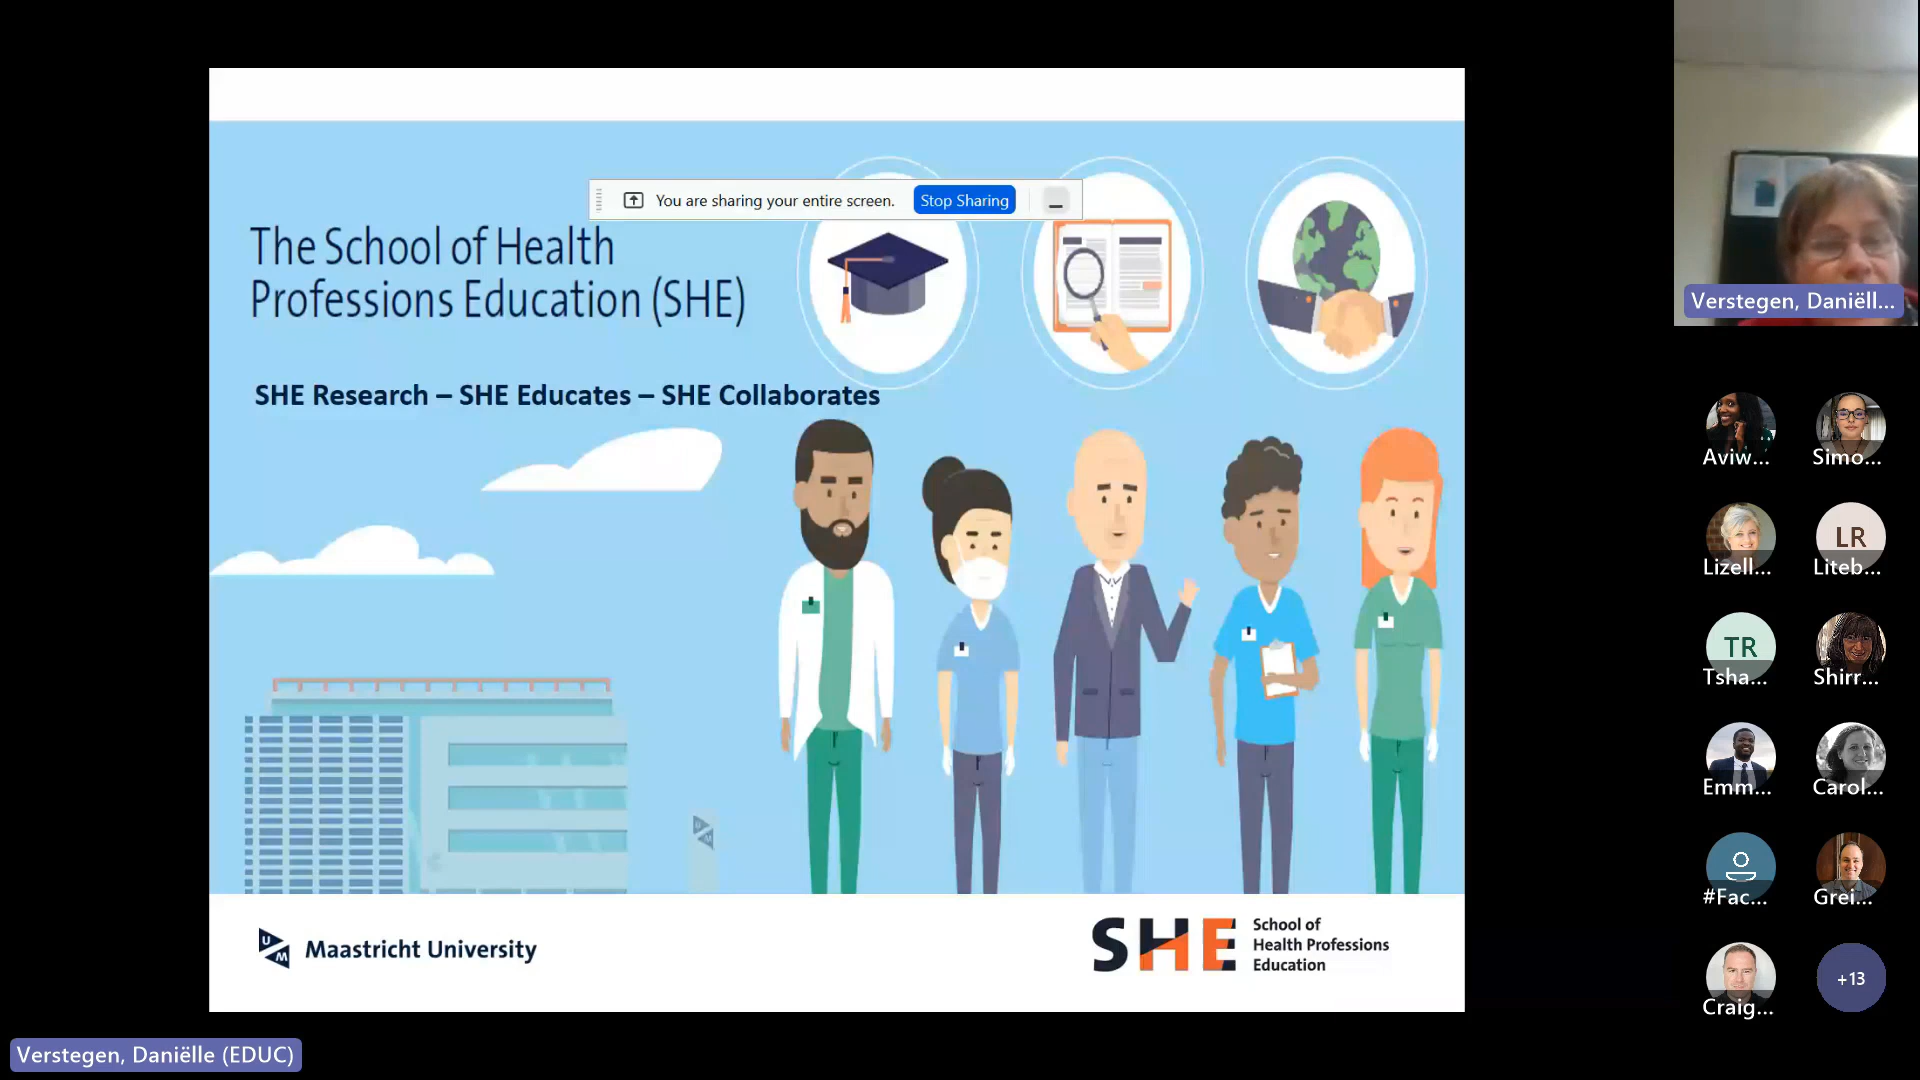 You are sharing your entire screen.
Stop Sharing
The School of Health
Professions Education (SHE)
SHE Research – SHE Educates – SHE Collaborates
UM
UM
Maastricht University
SHE
School of
Health Professions
Education
Verstegen, Daniëll...
Aviw...
Simo...
Lizell...
LR
Liteb...
TR
Tsha...
Shirr...
Emm...
Carol...
#Fac...
Grei...
Craig...
+13
Verstegen, Daniëlle (EDUC)